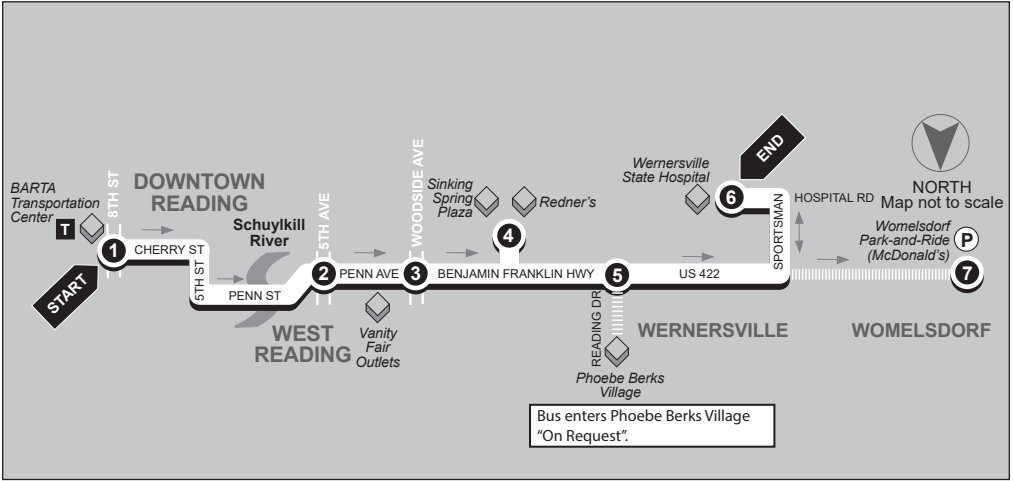 BARTA
Transportation
Center
T
8TH ST
DOWNTOWN
READING
1
CHERRY ST
START
5TH ST
Schuylkill
River
PENN ST
5TH AVE
2
WEST
READING
PENN AVE
Vanity
Fair
Outlets
WOODSIDE AVE
3
Sinking
Spring
Plaza
Redner's
4
BENJAMIN FRANKLIN HWY
5
READING DR
Phoebe Berks
Village
Bus enters Phoebe Berks Village
“On Request”.
US 422
WERNERSVILLE
Wernersville
State Hospital
6
END
SPORTSMAN
HOSPITAL RD
NORTH
Map not to scale
Womelsdorf
Park-and-Ride
(McDonald's)
P
7
WOMELSDORF